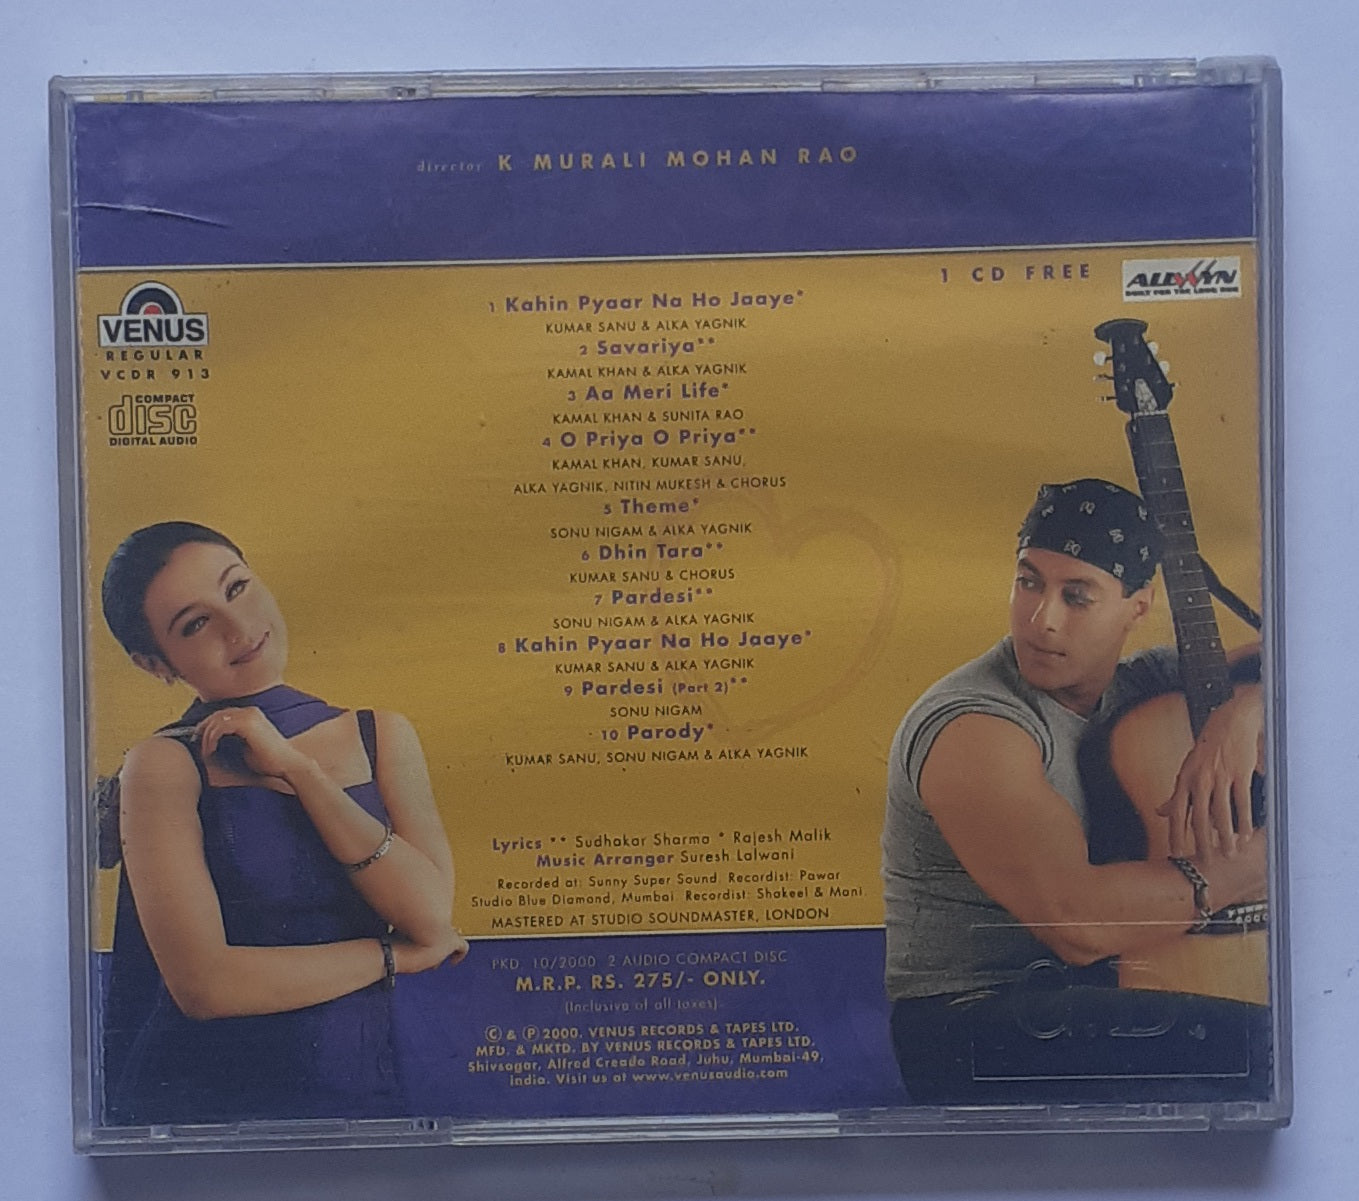 director K MURALI MOHAN RAO
1 CD FREE
ALLWYN
BUILT FOR THE LONG RUN
VENUS
REGULAR
VCDR 913
COMPACT
disc
DIGITAL AUDIO
1 Kahin Pyaar Na Ho Jaaye*
KUMAR SANU & ALKA YAGNIK
2 Savariya**
KAMAL KHAN & ALKA YAGNIK
3 Aa Meri Life*
KAMAL KHAN & SUNITA RAO
4 O Priya O Priya**
KAMAL KHAN, KUMAR SANU,
ALKA YAGNIK, NITIN MUKESH & CHORUS
5 Theme*
SONU NIGAM & ALKA YAGNIK
6 Dhin Tara**
KUMAR SANU & CHORUS
7 Pardesi**
SONU NIGAM & ALKA YAGNIK
8 Kahin Pyaar Na Ho Jaaye*
KUMAR SANU & ALKA YAGNIK
9 Pardesi (Part 2)**
SONU NIGAM
10 Parody*
KUMAR SANU, SONU NIGAM & ALKA YAGNIK
Lyrics ** Sudhakar Sharma * Rajesh Malik
Music Arranger Suresh Lalwani
Recorded at: Sunny Super Sound. Recordist: Pawar
Studio Blue Diamond, Mumbai. Recordist: Shakeel & Mani.
MASTERED AT STUDIO SOUNDMASTER, LONDON
PKD. 10/2000 2 AUDIO COMPACT DISC
M.R.P. RS. 275/- ONLY.
(Inclusive of all taxes).
© & ℗ 2000. VENUS RECORDS & TAPES LTD.
MFD. & MKTD. BY VENUS RECORDS & TAPES LTD.
Shivsagar, Alfred Creado Road, Juhu, Mumbai-49,
India. Visit us at www.venusaudio.com